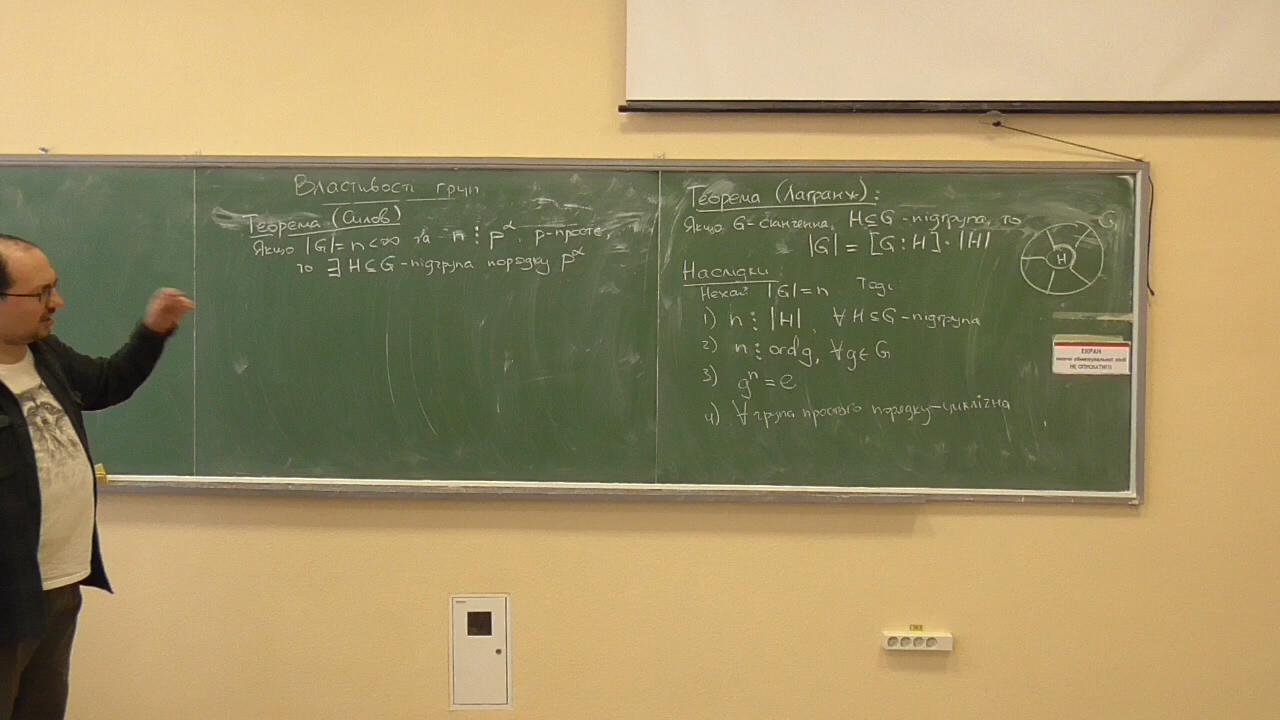 Властивості груп
Теорема (Силов)
Якщо |G|=n<∞ та n⋮p^α, p-просте,
то ∃ H⊆G-підгрупа порядку p^α
Теорема (Лагранж):
Якщо G-скінченна, H⊆G-підгрупа, то
|G| = [G:H]·|H|
G
H
Наслідки:
Нехай |G|=n Тоді:
1) n⋮|H|, ∀H⊆G-підгрупа
2) n⋮ord g, ∀g∈G
3) gⁿ=e
4) ∀ група простого порядку-циклічна
ЕКРАН
НЕ ОПУСКАТИ!!!